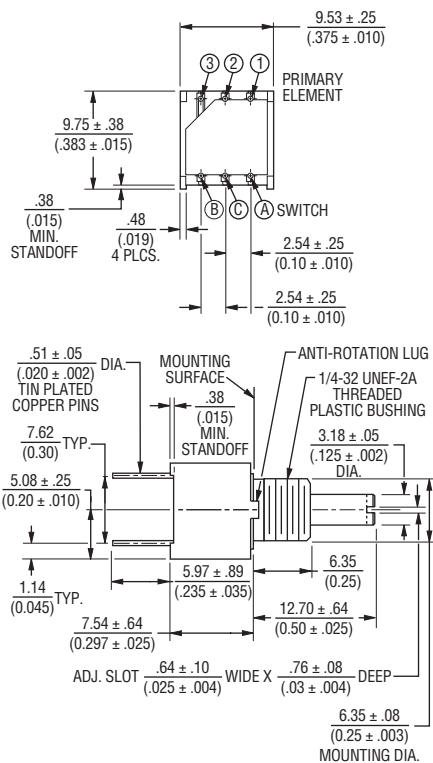 9.53 ± .25
(.375 ± .010)
3 2 1
PRIMARY
ELEMENT
9.75 ± .38
(.383 ± .015)
B C A SWITCH
.38
(.015)
MIN.
STANDOFF
.48
(.019)
4 PLCS.
2.54 ± .25
(0.10 ± .010)
2.54 ± .25
(0.10 ± .010)
.51 ± .05
(.020 ± .002)
DIA.
TIN PLATED
COPPER PINS
MOUNTING
SURFACE
ANTI-ROTATION LUG
1/4-32 UNEF-2A
THREADED
PLASTIC BUSHING
.38
(.015)
MIN.
STANDOFF
3.18 ± .05
(.125 ± .002)
DIA.
7.62
(0.30)
TYP.
5.08 ± .25
(0.20 ± .010)
1.14
(0.045)
TYP.
5.97 ± .89
(.235 ± .035)
6.35
(0.25)
7.54 ± .64
(0.297 ± .025)
12.70 ± .64
(0.50 ± .025)
ADJ. SLOT .64 ± .10 WIDE X .76 ± .08 DEEP
(.025 ± .004) (.03 ± .004)
6.35 ± .08
(0.25 ± .003)
MOUNTING DIA.